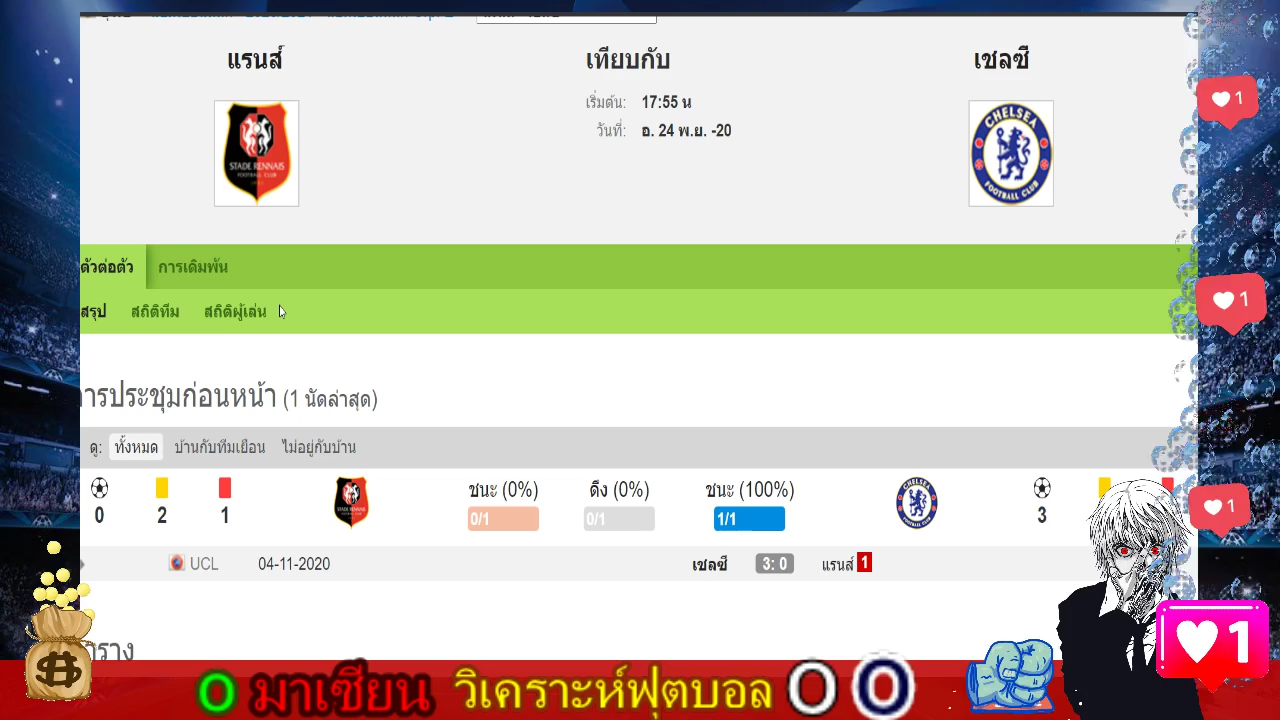 แรนส์ เทียบกับ เชลซี
เริ่มต้น: 17:55 น
วันที่: อ. 24 พ.ย. -20
STADE RENNAIS
FOOTBALL CLUB
CHELSEA
FOOTBALL CLUB
ตัวต่อตัว การเดิมพัน
สรุป สถิติทีม สถิติผู้เล่น
การประชุมก่อนหน้า (1 นัดล่าสุด)
ดู: ทั้งหมด บ้านกับทีมเยือน ไม่อยู่กับบ้าน
ชนะ (0%) ดึง (0%) ชนะ (100%)
0 2 1 0/1 0/1 1/1 3
UCL 04-11-2020 เชลซี 3: 0 แรนส์ 1
ตาราง
1
1
1
1
O มาเซียน วิเคราะห์ฟุตบอล O O